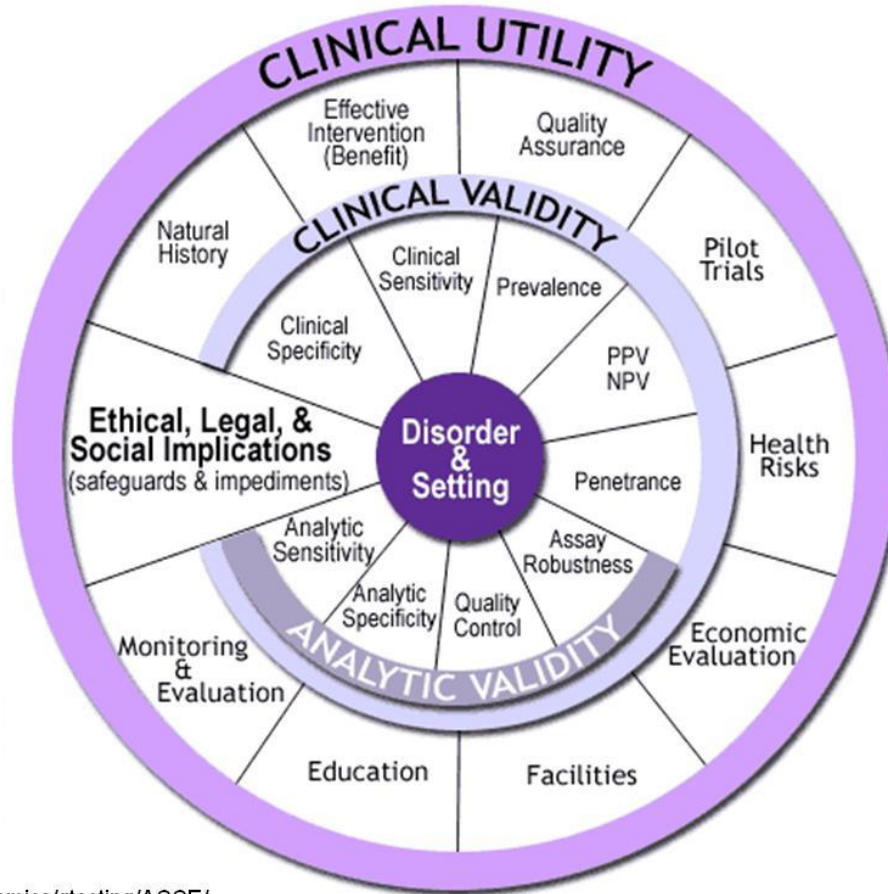 CLINICAL UTILITY
Effective
Intervention
(Benefit)
Quality
Assurance
Natural
History
Pilot
Trials
CLINICAL VALIDITY
Clinical
Sensitivity
Prevalence
Clinical
Specificity
PPV
NPV
Ethical, Legal, &
Social Implications
(safeguards & impediments)
Disorder
&
Setting
Health
Risks
Penetrance
Analytic
Sensitivity
Assay
Robustness
Analytic
Specificity
Quality
Control
ANALYTIC VALIDITY
Monitoring
&
Evaluation
Economic
Evaluation
Education
Facilities